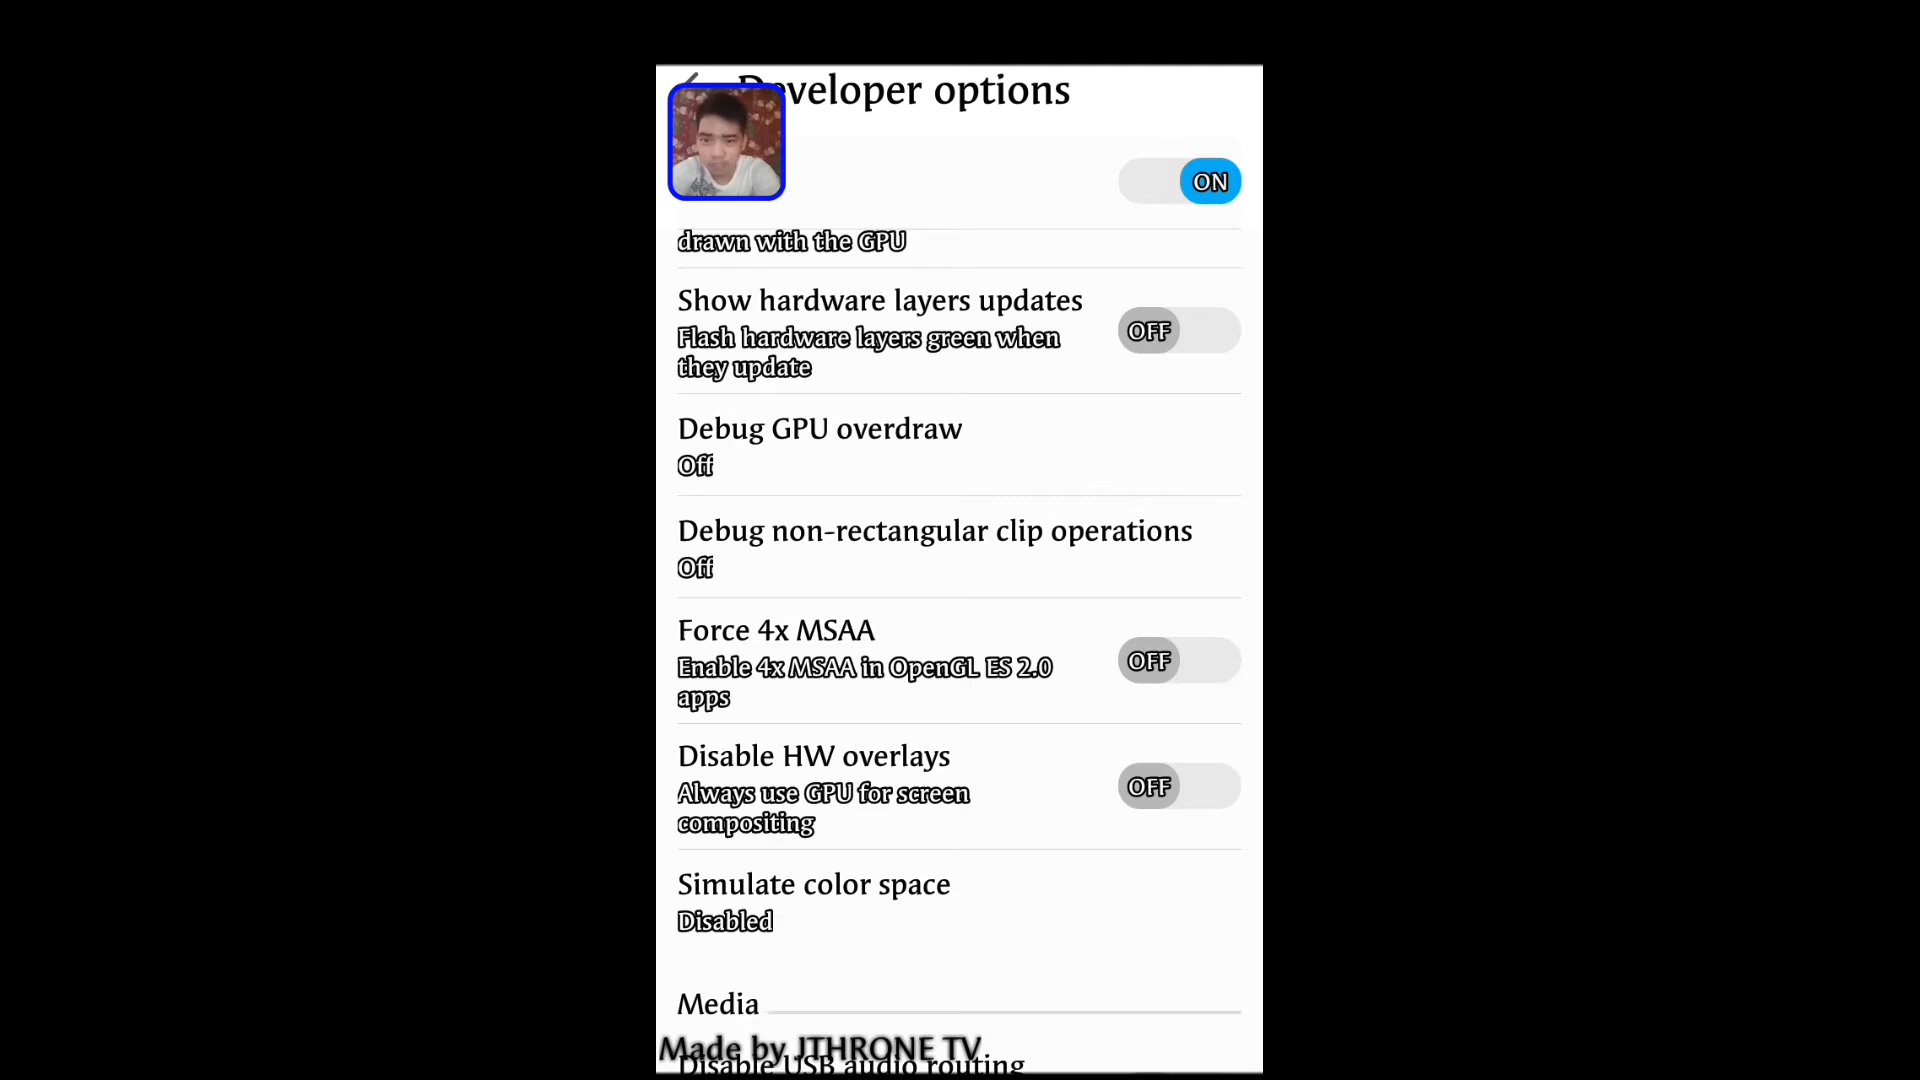 Developer options
ON
drawn with the GPU
Show hardware layers updates
Flash hardware layers green when
they update
OFF
Debug GPU overdraw
Off
Debug non-rectangular clip operations
Off
Force 4x MSAA
Enable 4x MSAA in OpenGL ES 2.0
apps
OFF
Disable HW overlays
Always use GPU for screen
compositing
OFF
Simulate color space
Disabled
Media
Made by JTHRONE TV
Disable USB audio routing